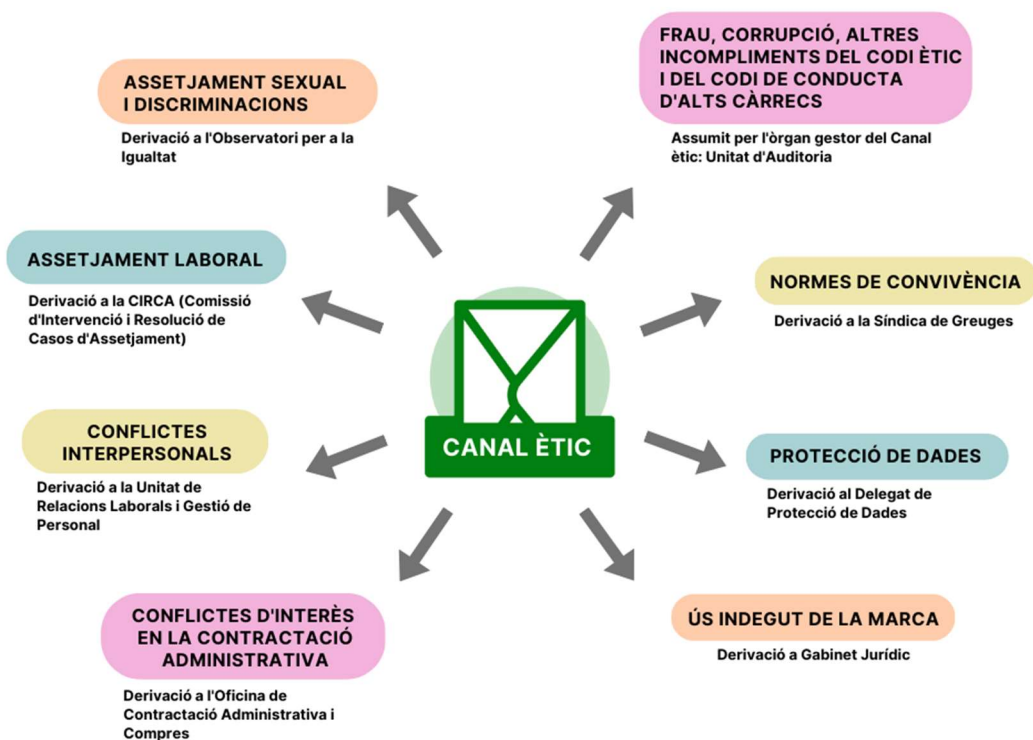 ASSETJAMENT SEXUAL
I DISCRIMINACIONS
Derivació a l'Observatori per a la
Igualtat
FRAU, CORRUPCIÓ, ALTRES
INCOMPLIMENTS DEL CODI ÈTIC
I DEL CODI DE CONDUCTA
D'ALTS CÀRRECS
Assumit per l'òrgan gestor del Canal
ètic: Unitat d'Auditoria
ASSETJAMENT LABORAL
Derivació a la CIRCA (Comissió
d'Intervenció i Resolució de
Casos d'Assetjament)
NORMES DE CONVIVÈNCIA
Derivació a la Síndica de Greuges
CANAL ÈTIC
CONFLICTES
INTERPERSONALS
Derivació a la Unitat de
Relacions Laborals i Gestió de
Personal
PROTECCIÓ DE DADES
Derivació al Delegat de
Protecció de Dades
CONFLICTES D'INTERÈS
EN LA CONTRACTACIÓ
ADMINISTRATIVA
Derivació a l'Oficina de
Contractació Administrativa i
Compres
ÚS INDEGUT DE LA MARCA
Derivació a Gabinet Jurídic